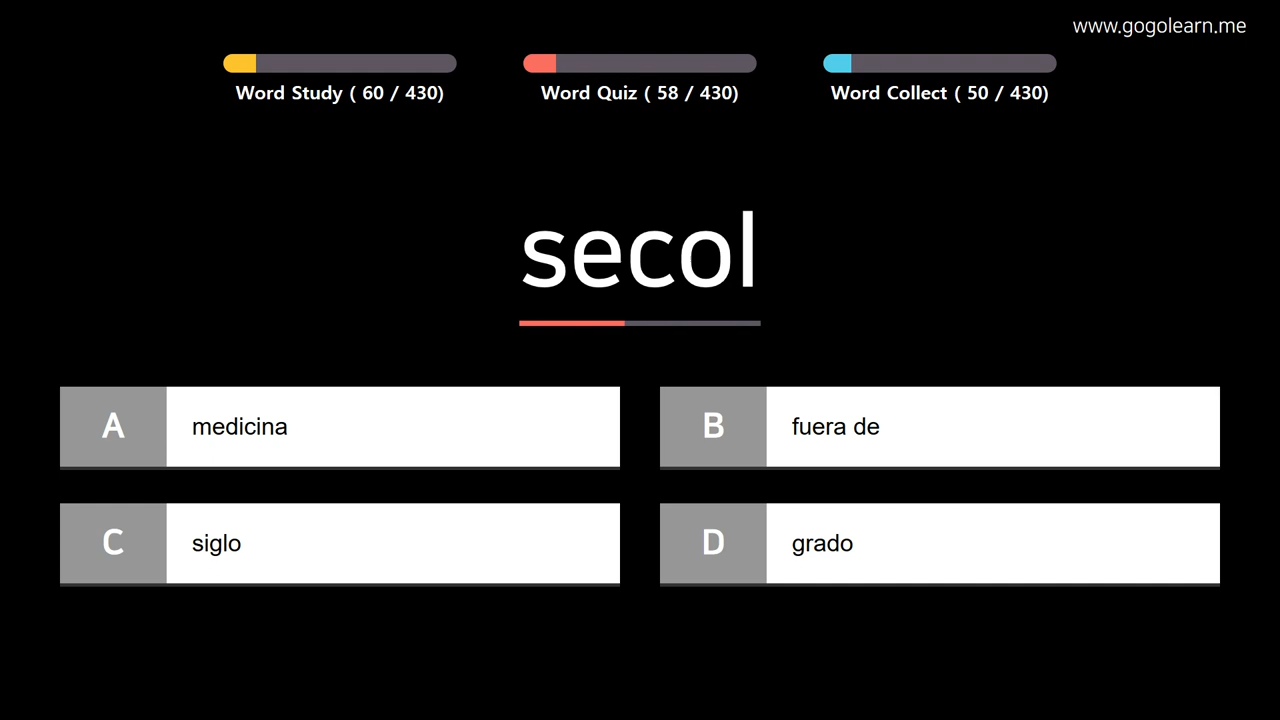 www.gogolearn.me
Word Study ( 60 / 430)
Word Quiz ( 58 / 430)
Word Collect ( 50 / 430)
secol
A
medicina
B
fuera de
C
siglo
D
grado